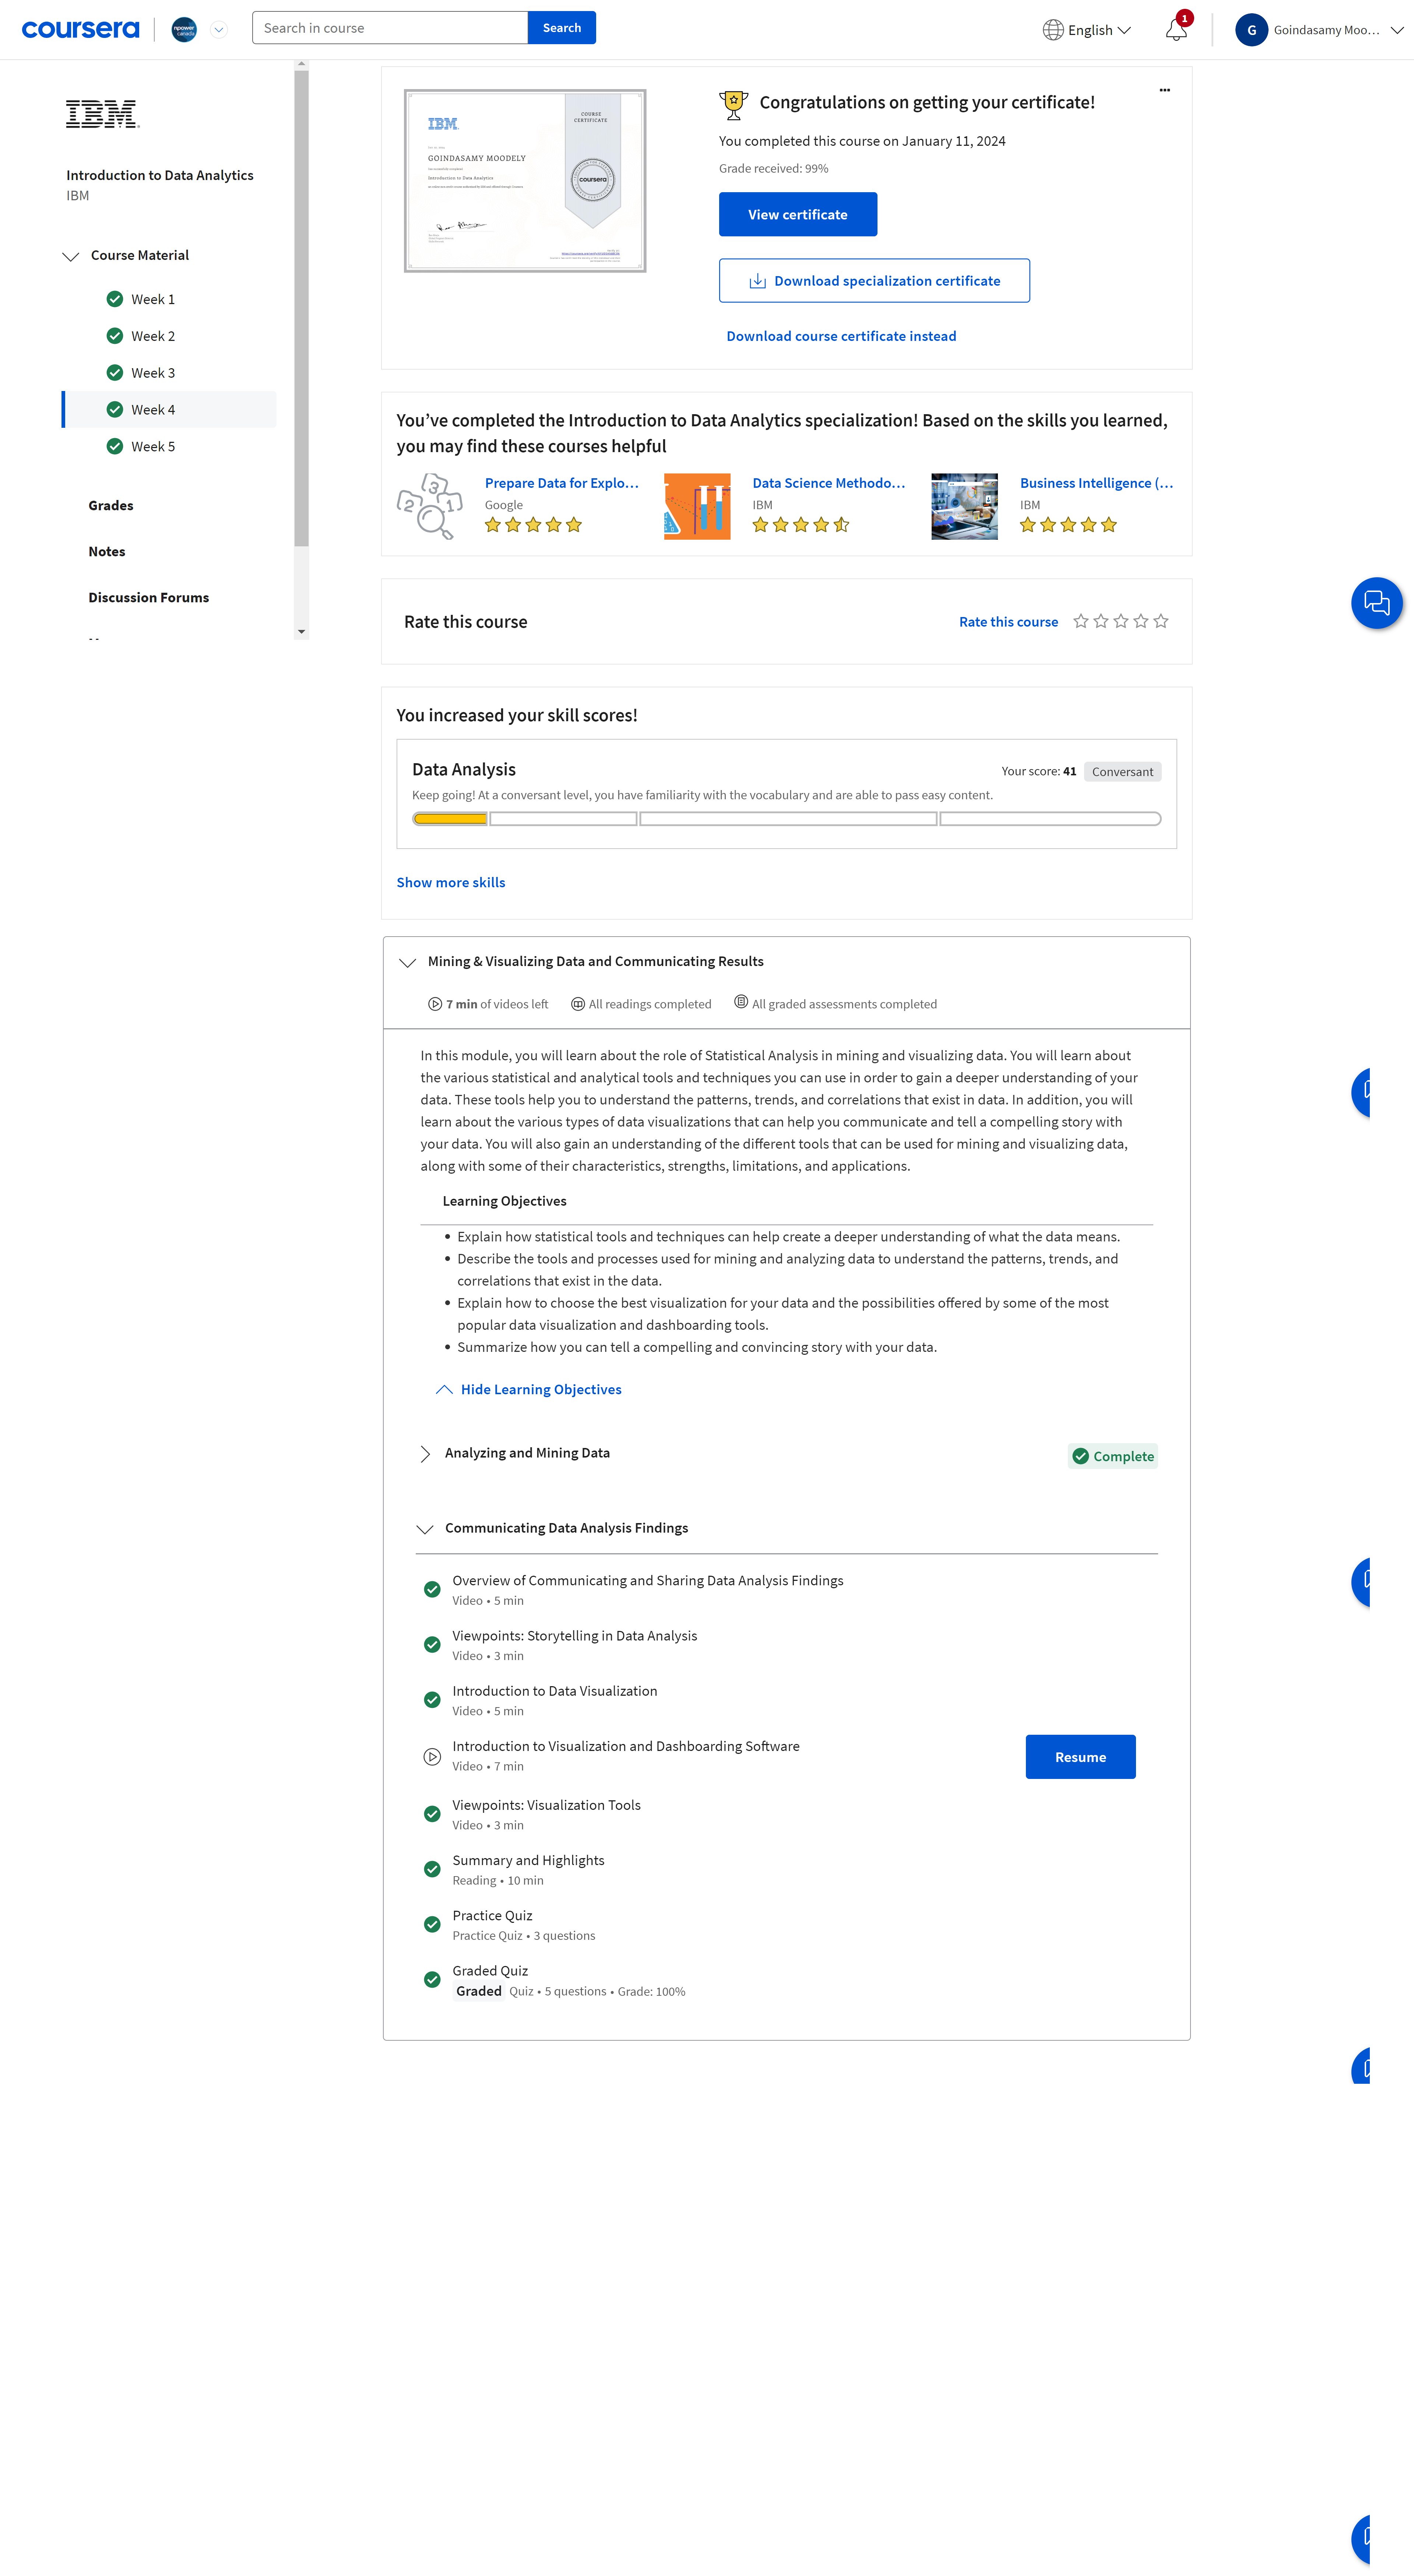 coursera
npower
canada
Search in course
Search
English
1
G
Goindasamy Moo...
IBM
Introduction to Data Analytics
IBM
Course Material
Week 1
Week 2
Week 3
Week 4
Week 5
Grades
Notes
Discussion Forums
IBM
COURSE
CERTIFICATE
GOINDASAMY MOODELY
Introduction to Data Analytics
coursera
Congratulations on getting your certificate!
You completed this course on January 11, 2024
Grade received: 99%
View certificate
Download specialization certificate
Download course certificate instead
You’ve completed the Introduction to Data Analytics specialization! Based on the skills you learned,
you may find these courses helpful
Prepare Data for Explo...
Google
Data Science Methodo...
IBM
Business Intelligence (...
IBM
Rate this course
Rate this course
You increased your skill scores!
Data Analysis
Your score: 41
Conversant
Keep going! At a conversant level, you have familiarity with the vocabulary and are able to pass easy content.
Show more skills
Mining & Visualizing Data and Communicating Results
7 min of videos left
All readings completed
All graded assessments completed
In this module, you will learn about the role of Statistical Analysis in mining and visualizing data. You will learn about
the various statistical and analytical tools and techniques you can use in order to gain a deeper understanding of your
data. These tools help you to understand the patterns, trends, and correlations that exist in data. In addition, you will
learn about the various types of data visualizations that can help you communicate and tell a compelling story with
your data. You will also gain an understanding of the different tools that can be used for mining and visualizing data,
along with some of their characteristics, strengths, limitations, and applications.
Learning Objectives
• Explain how statistical tools and techniques can help create a deeper understanding of what the data means.
• Describe the tools and processes used for mining and analyzing data to understand the patterns, trends, and
correlations that exist in the data.
• Explain how to choose the best visualization for your data and the possibilities offered by some of the most
popular data visualization and dashboarding tools.
• Summarize how you can tell a compelling and convincing story with your data.
Hide Learning Objectives
Analyzing and Mining Data
Complete
Communicating Data Analysis Findings
Overview of Communicating and Sharing Data Analysis Findings
Video • 5 min
Viewpoints: Storytelling in Data Analysis
Video • 3 min
Introduction to Data Visualization
Video • 5 min
Introduction to Visualization and Dashboarding Software
Video • 7 min
Resume
Viewpoints: Visualization Tools
Video • 3 min
Summary and Highlights
Reading • 10 min
Practice Quiz
Practice Quiz • 3 questions
Graded Quiz
Graded Quiz • 5 questions • Grade: 100%